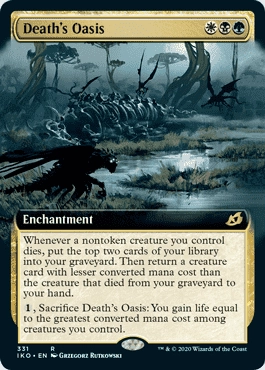 Death's Oasis
Enchantment
Whenever a nontoken creature you control
dies, put the top two cards of your library
into your graveyard. Then return a creature
card with lesser converted mana cost than
the creature that died from your graveyard to
your hand.
1 , Sacrifice Death's Oasis: You gain life
equal to the greatest converted mana cost among
creatures you control.
331 R
IKO • EN GRZEGORZ RUTKOWSKI
™ & © 2020 Wizards of the Coast